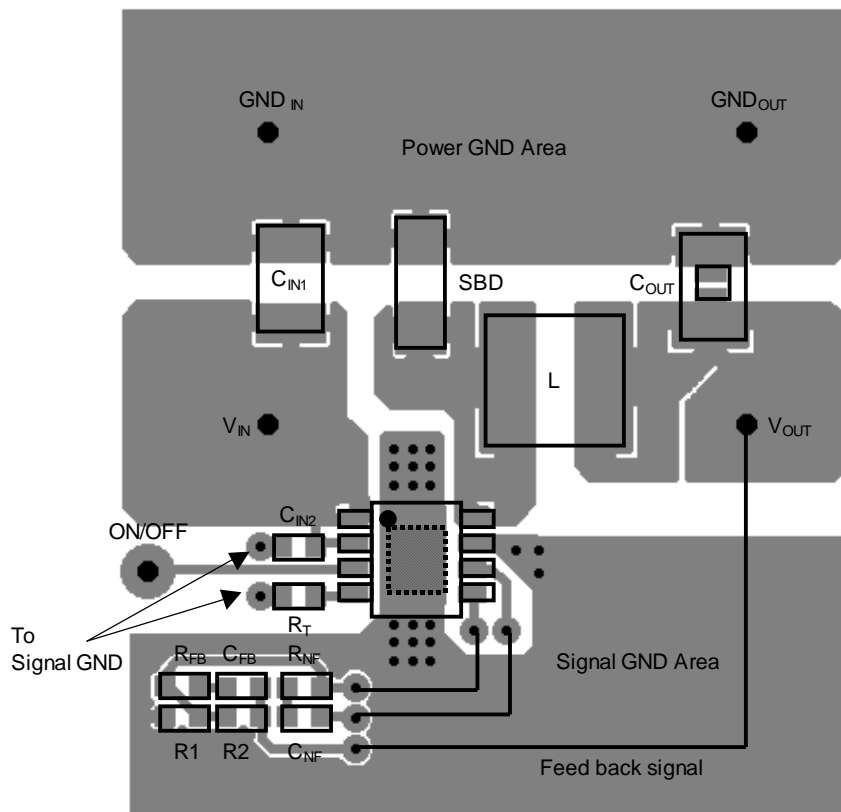 GND IN
GNDOUT
Power GND Area
CIN1
SBD
COUT
L
VIN
VOUT
CIN2
ON/OFF
To
Signal GND
RT
RFB CFB RNF
Signal GND Area
R1 R2 CNF
Feed back signal